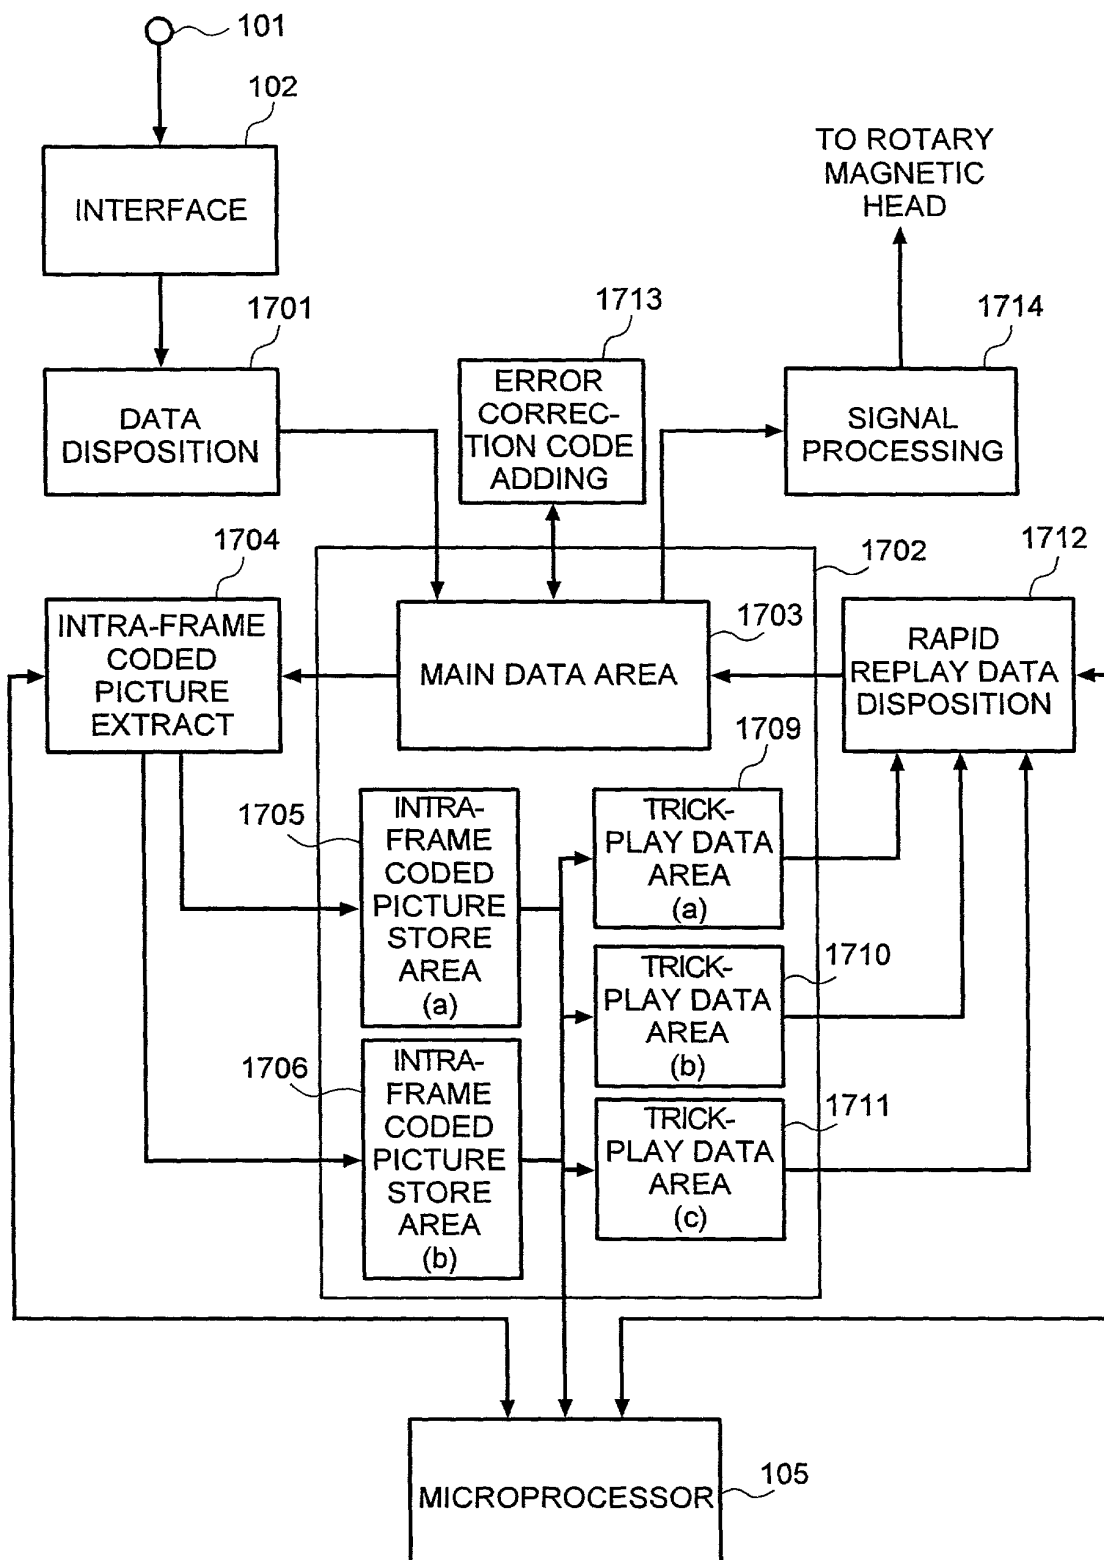 101
102
INTERFACE
TO ROTARY
MAGNETIC
HEAD
1701
DATA
DISPOSITION
1713
ERROR
CORREC-
TION CODE
ADDING
1714
SIGNAL
PROCESSING
1704
INTRA-FRAME
CODED
PICTURE
EXTRACT
1702
1703
MAIN DATA AREA
1712
RAPID
REPLAY DATA
DISPOSITION
1705
INTRA-
FRAME
CODED
PICTURE
STORE
AREA
(a)
1709
TRICK-
PLAY DATA
AREA
(a)
1710
TRICK-
PLAY DATA
AREA
(b)
1706
INTRA-
FRAME
CODED
PICTURE
STORE
AREA
(b)
1711
TRICK-
PLAY DATA
AREA
(c)
MICROPROCESSOR
105